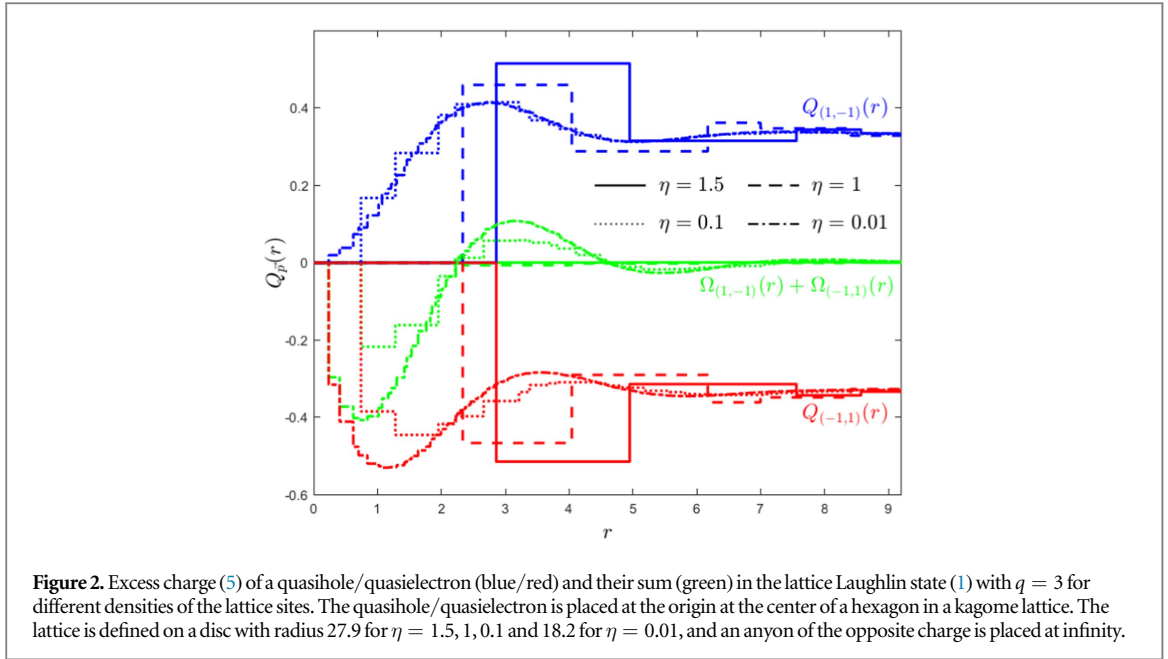 0.4
0.2
0
-0.2
-0.4
-0.6
Q_{p⃗}(r)
0 1 2 3 4 5 6 7 8 9
r
Q_{(1,−1)}(r)
η = 1.5 η = 1
η = 0.1 η = 0.01
Ω_{(1,−1)}(r) + Ω_{(−1,1)}(r)
Q_{(−1,1)}(r)
Figure 2. Excess charge (5) of a quasihole/quasielectron (blue/red) and their sum (green) in the lattice Laughlin state (1) with q = 3 for
different densities of the lattice sites. The quasihole/quasielectron is placed at the origin at the center of a hexagon in a kagome lattice. The
lattice is defined on a disc with radius 27.9 for η = 1.5, 1, 0.1 and 18.2 for η = 0.01, and an anyon of the opposite charge is placed at infinity.